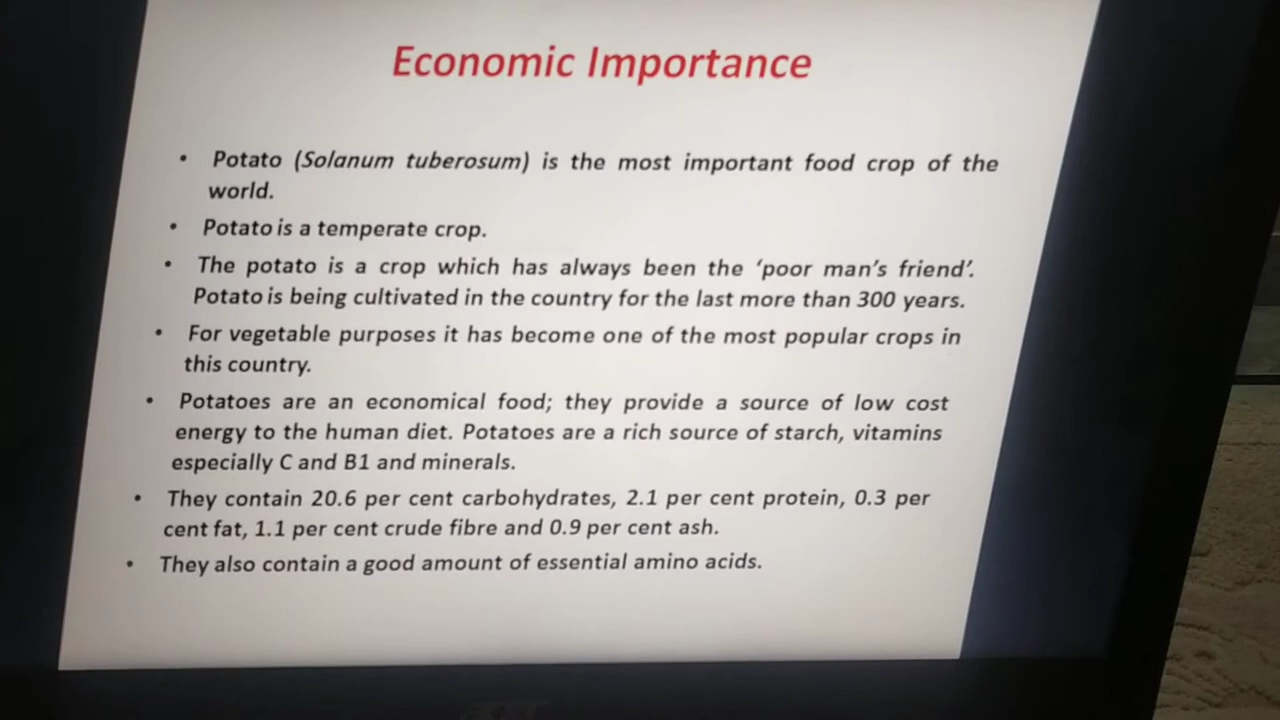 Economic Importance
• Potato (Solanum tuberosum) is the most important food crop of the
world.
• Potato is a temperate crop.
• The potato is a crop which has always been the ‘poor man’s friend’.
Potato is being cultivated in the country for the last more than 300 years.
• For vegetable purposes it has become one of the most popular crops in
this country.
• Potatoes are an economical food; they provide a source of low cost
energy to the human diet. Potatoes are a rich source of starch, vitamins
especially C and B1 and minerals.
• They contain 20.6 per cent carbohydrates, 2.1 per cent protein, 0.3 per
cent fat, 1.1 per cent crude fibre and 0.9 per cent ash.
• They also contain a good amount of essential amino acids.